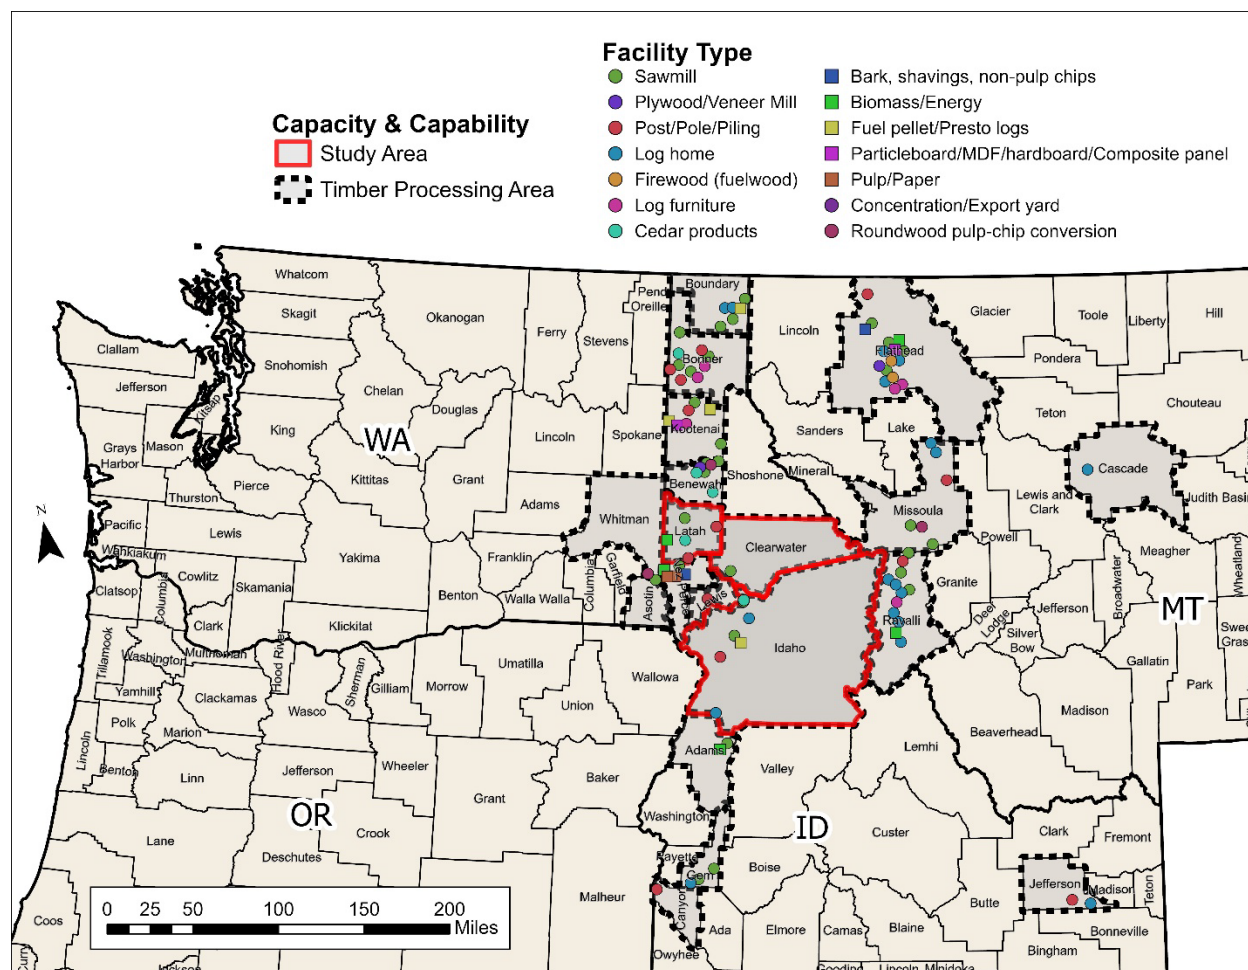 Facility Type
Sawmill
Plywood/Veneer Mill
Post/Pole/Piling
Log home
Firewood (fuelwood)
Log furniture
Cedar products
Bark, shavings, non-pulp chips
Biomass/Energy
Fuel pellet/Presto logs
Particleboard/MDF/hardboard/Composite panel
Pulp/Paper
Concentration/Export yard
Roundwood pulp-chip conversion
Capacity & Capability
Study Area
Timber Processing Area
Whatcom
Skagit
Okanogan
Ferry
Stevens
Pend
Oreille
Boundary
Lincoln
Glacier
Toole
Liberty
Hill
Clallam
Snohomish
Chelan
Bonner
Flathead
Pondera
Jefferson
Kitsap
Douglas
Teton
Chouteau
Grays
Harbor
Mason
King
WA
Lincoln
Spokane
Kootenai
Sanders
Lake
Pierce
Kittitas
Grant
Benewah
Shoshone
Mineral
Cascade
Thurston
Adams
Lewis and
Clark
Judith Basin
Whitman
Missoula
Pacific
Lewis
Latah
Clearwater
Powell
Meagher
N
Wahkiakum
Yakima
Franklin
Garfield
Nez Perce
Granite
Broadwater
Wheatland
Cowlitz
Skamania
Columbia
Clatsop
Columbia
Benton
Walla Walla
Asotin
Lewis
Deer
Lodge
Jefferson
MT
Clark
Klickitat
Idaho
Ravalli
Silver
Bow
Sweet
Grass
Tillamook
Washington
Multnomah
Hood River
Sherman
Gilliam
Morrow
Umatilla
Wallowa
Gallatin
Park
Yamhill
Clackamas
Wasco
Union
Madison
Polk
Marion
Beaverhead
Lincoln
Benton
Linn
Jefferson
Wheeler
Grant
Baker
Adams
Valley
Lemhi
OR
Crook
Washington
ID
Custer
Clark
Fremont
Lane
Deschutes
Payette
Gem
Boise
Jefferson
Madison
Teton
Malheur
Canyon
Butte
0 25 50 100 150 200
Miles
Coos
Ada
Elmore
Camas
Blaine
Bonneville
Bingham
Curry
Jackson
Owyhee
Gooding
Lincoln
Minidoka